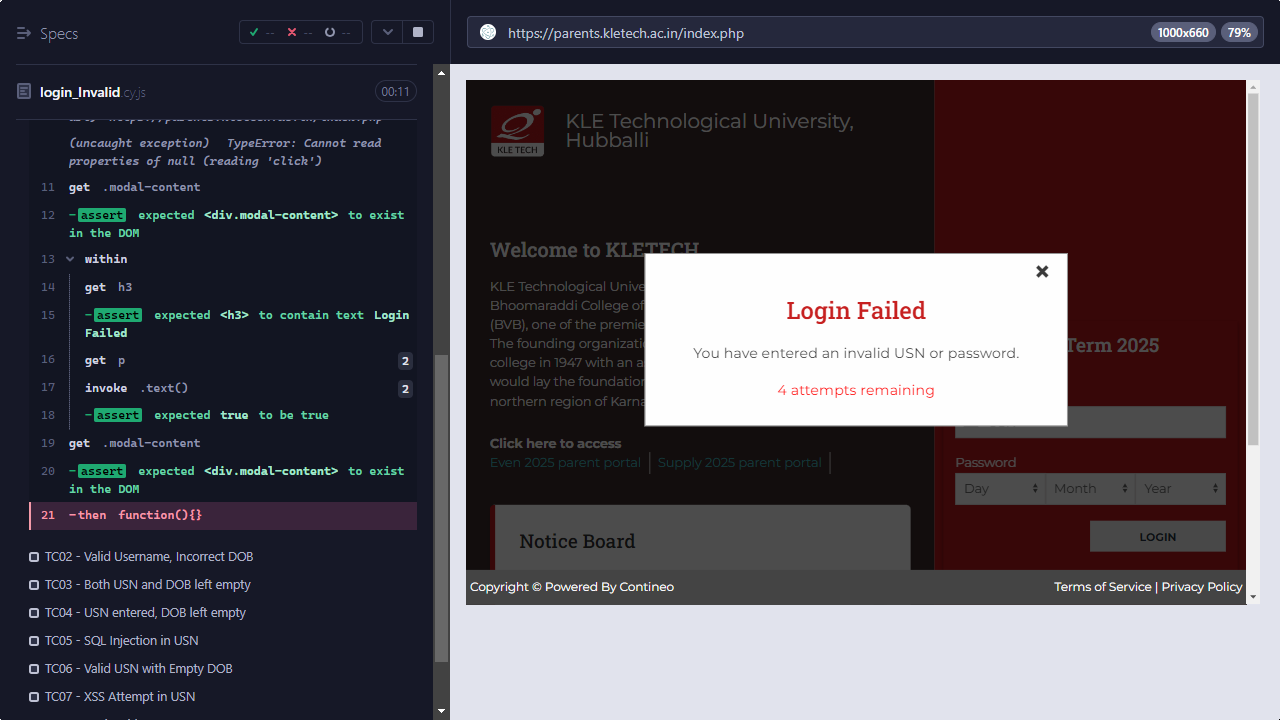 Specs
-- -- --
https://parents.kletech.ac.in/index.php
1000x660 79%
login_Invalid.cy.js
00:11
(uncaught exception) TypeError: Cannot read
properties of null (reading 'click')
11 get .modal-content
12 -assert expected <div.modal-content> to exist
in the DOM
13 within
14 get h3
15 -assert expected <h3> to contain text Login
Failed
16 get p 2
17 invoke .text() 2
18 -assert expected true to be true
19 get .modal-content
20 -assert expected <div.modal-content> to exist
in the DOM
21 -then function(){}
TC02 - Valid Username, Incorrect DOB
TC03 - Both USN and DOB left empty
TC04 - USN entered, DOB left empty
TC05 - SQL Injection in USN
TC06 - Valid USN with Empty DOB
TC07 - XSS Attempt in USN
KLE TECH
KLE Technological University,
Hubballi
Welcome to KLETECH
KLE Technological Unive
Bhoomaraddi College of
(BVB), one of the premie
The founding organizatio
college in 1947 with an a
would lay the foundation
northern region of Karna
Click here to access
Even 2025 parent portal | Supply 2025 parent portal |
Notice Board
Login Failed
You have entered an invalid USN or password.
4 attempts remaining
Term 2025
Password
Day Month Year
LOGIN
Copyright © Powered By Contineo
Terms of Service | Privacy Policy